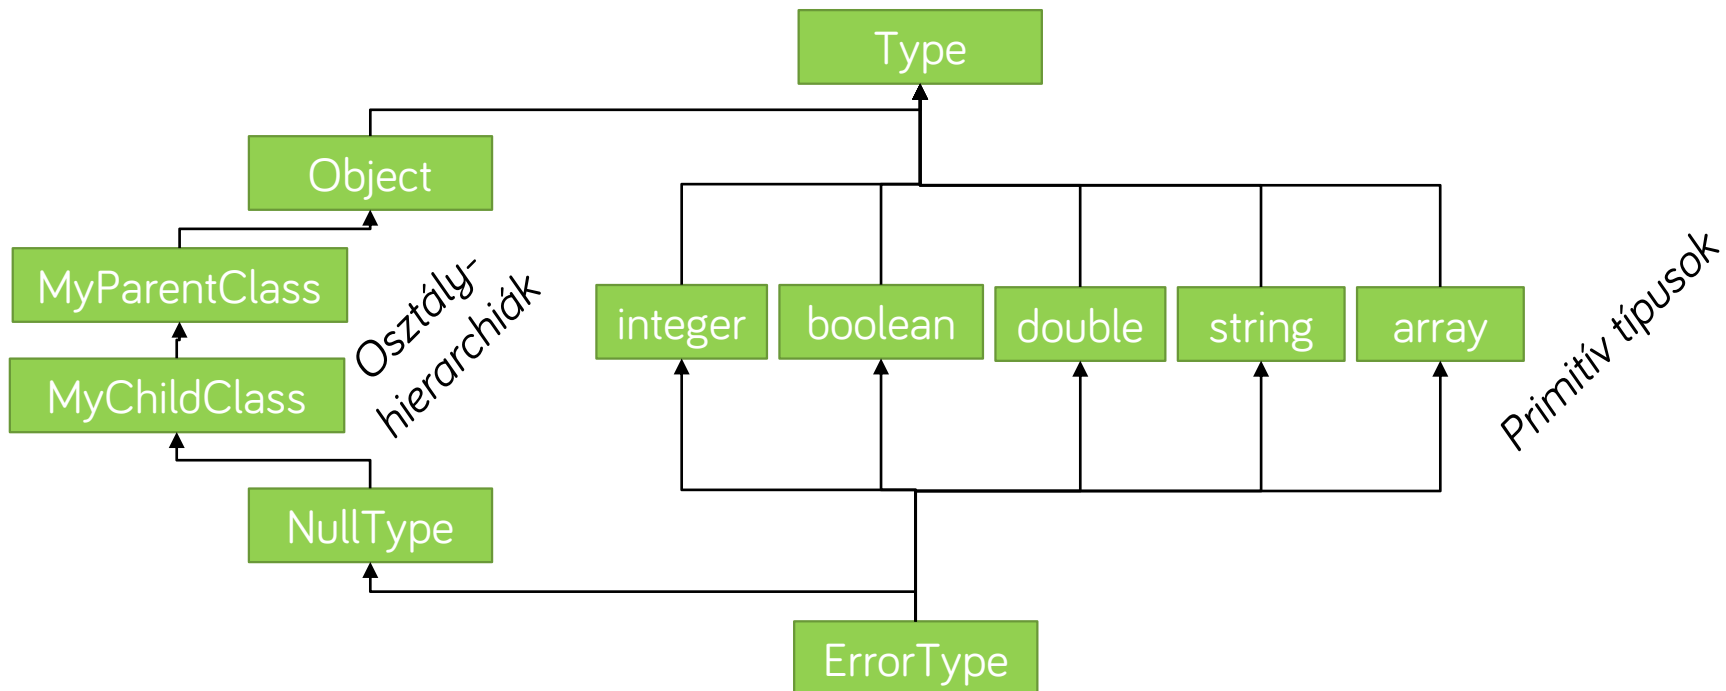 Type
Object
MyParentClass
Osztály-
hierarchiák
integer
boolean
double
string
array
Primitív típusok
MyChildClass
NullType
ErrorType